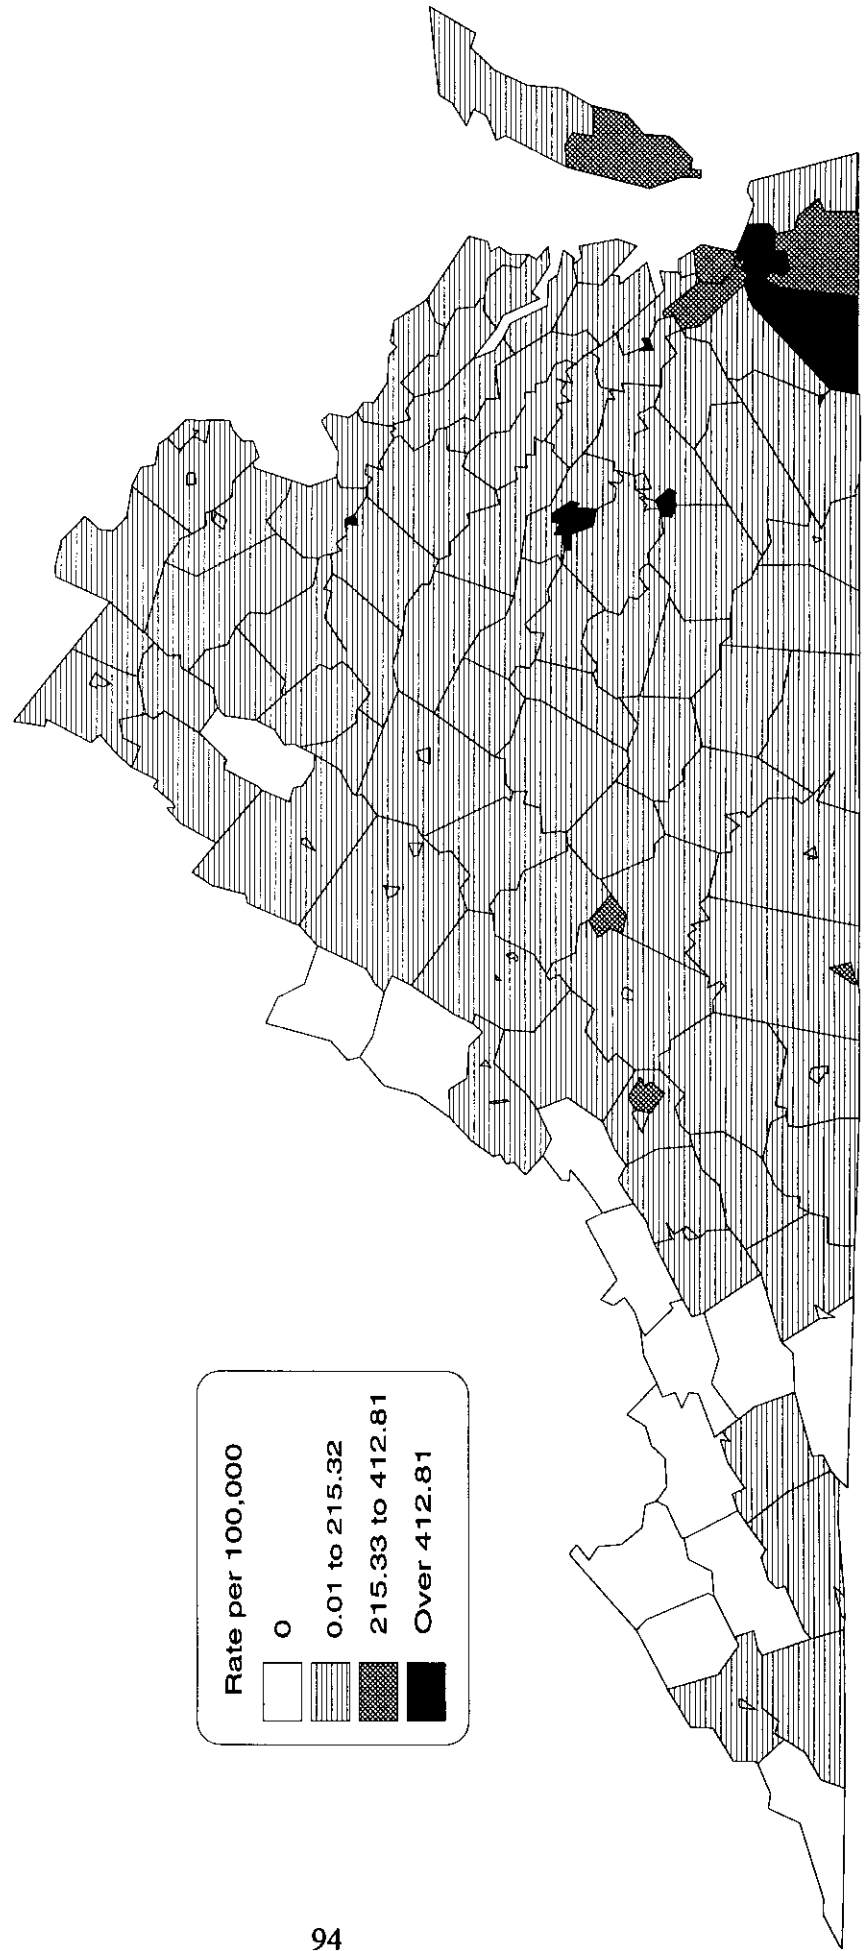 Rate per 100,000
0
0.01 to 215.32
215.33 to 412.81
Over 412.81
94